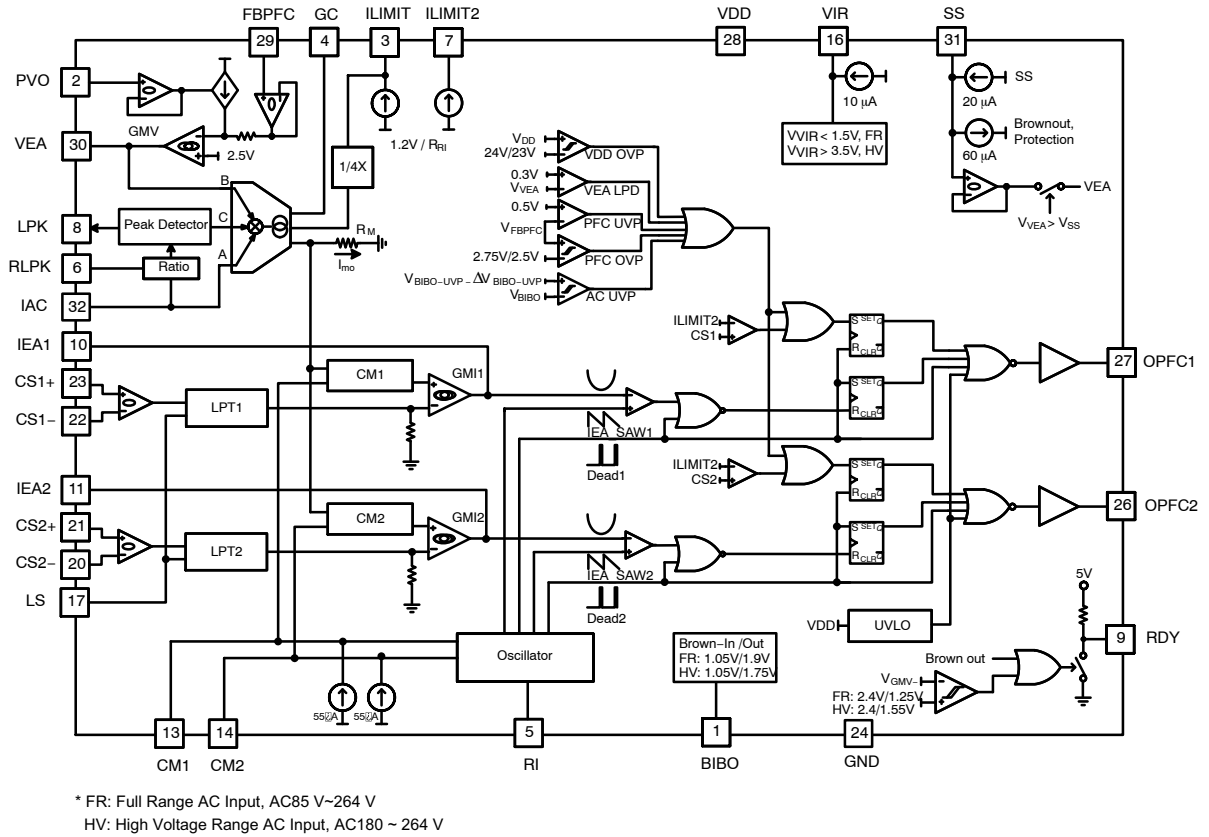 FBPFC GC ILIMIT ILIMIT2 VDD VIR SS
29 4 3 7 28 16 31
PVO 2
SS
10 µA
20 µA
VEA 30
GMV
2.5V
1.2V / RRI
1/4X
VVIR < 1.5V, FR
VVIR > 3.5V, HV
Brownout,
Protection
60 µA
VEA
VVEA > VSS
VDD
24V/23V
VDD OVP
0.3V
VVEA
VEA LPD
0.5V
PFC UVP
VFBPFC
2.75V/2.5V
PFC OVP
VBIBO-UVP - ΔVBIBO-UVP
VBIBO
AC UVP
B
C
A
LPK 8
Peak Detector
RM
Imo
RLPK 6
Ratio
IAC 32
IEA1 10
CS1+ 23
CS1− 22
LPT1
CM1
GMI1
IEA SAW1
Dead1
ILIMIT2
CS1
S SET Q
R CLR Q
S SET Q
R CLR Q
27 OPFC1
IEA2 11
CS2+ 21
CS2− 20
LS 17
LPT2
CM2
GMI2
IEA SAW2
Dead2
ILIMIT2
CS2
S SET Q
R CLR Q
S SET Q
R CLR Q
26 OPFC2
5V
VDD
UVLO
9 RDY
Oscillator
Brown−In /Out
FR: 1.05V/1.9V
HV: 1.05V/1.75V
Brown out
VGMV-
FR: 2.4V/1.25V
HV: 2.4/1.55V
55 A 55 A
13 14 5 1 24
CM1 CM2 RI BIBO GND
* FR: Full Range AC Input, AC85 V~264 V
HV: High Voltage Range AC Input, AC180 ~ 264 V